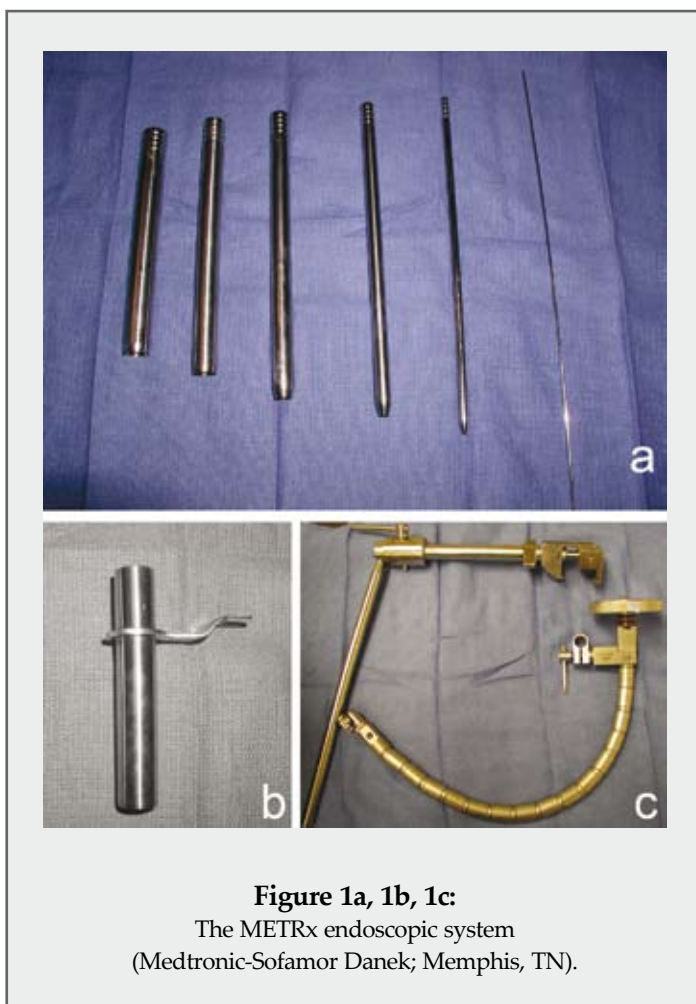 a
b
c
Figure 1a, 1b, 1c:
The METRx endoscopic system
(Medtronic-Sofamor Danek; Memphis, TN).